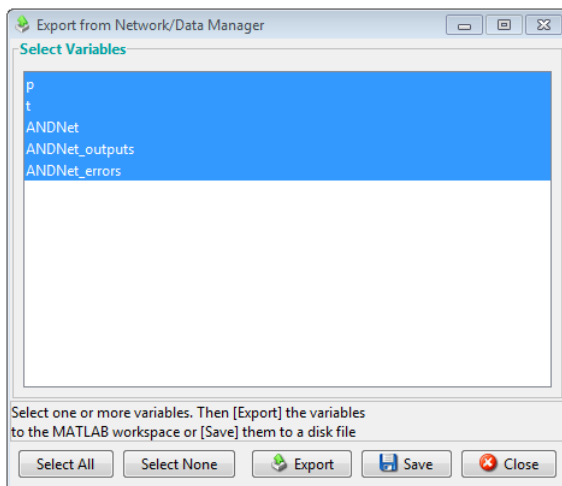 Export from Network/Data Manager
Select Variables
p
t
ANDNet
ANDNet_outputs
ANDNet_errors
Select one or more variables. Then [Export] the variables
to the MATLAB workspace or [Save] them to a disk file
Select All Select None Export Save Close